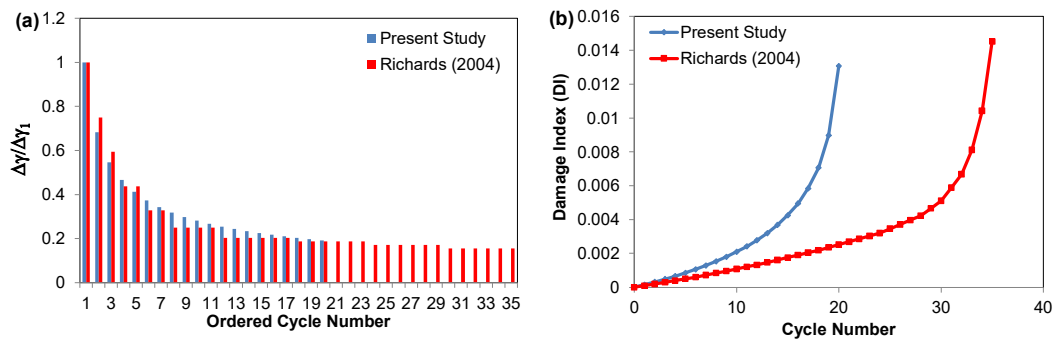 (a)
1.2
1
0.8
0.6
0.4
0.2
0
Δγ/Δγ1
Present Study
Richards (2004)
1 3 5 7 9 11 13 15 17 19 21 23 25 27 29 31 33 35
Ordered Cycle Number
(b)
0.016
0.014
0.012
0.01
0.008
0.006
0.004
0.002
0
Damage Index (DI)
Present Study
Richards (2004)
0 10 20 30 40
Cycle Number